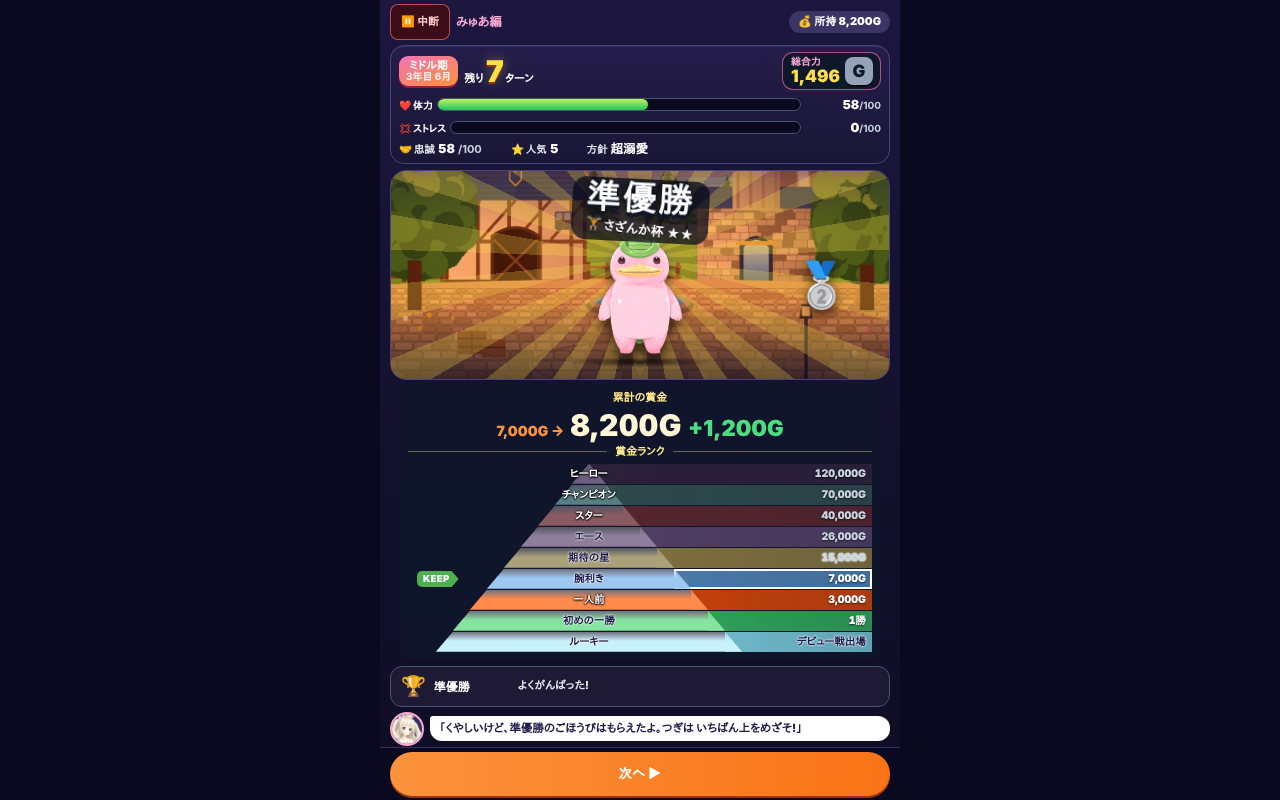 中断
みゅあ編
所持 8,200G
ミドル期
3年目 6月
残り 7 ターン
総合力
1,496 G
体力
58/100
ストレス
0/100
忠誠 58 /100
人気 5
方針 超溺愛
準優勝
さざんか杯 ★★
2
累計の賞金
7,000G → 8,200G +1,200G
賞金ランク
ヒーロー 120,000G
チャンピオン 70,000G
スター 40,000G
エース 26,000G
期待の星 15,000G
KEEP 腕利き 7,000G
一人前 3,000G
初めの一勝 1勝
ルーキー デビュー戦出場
準優勝 よくがんばった!
「くやしいけど、準優勝のごほうびはもらえたよ。つぎは いちばん上をめざそ!」
次へ ▶